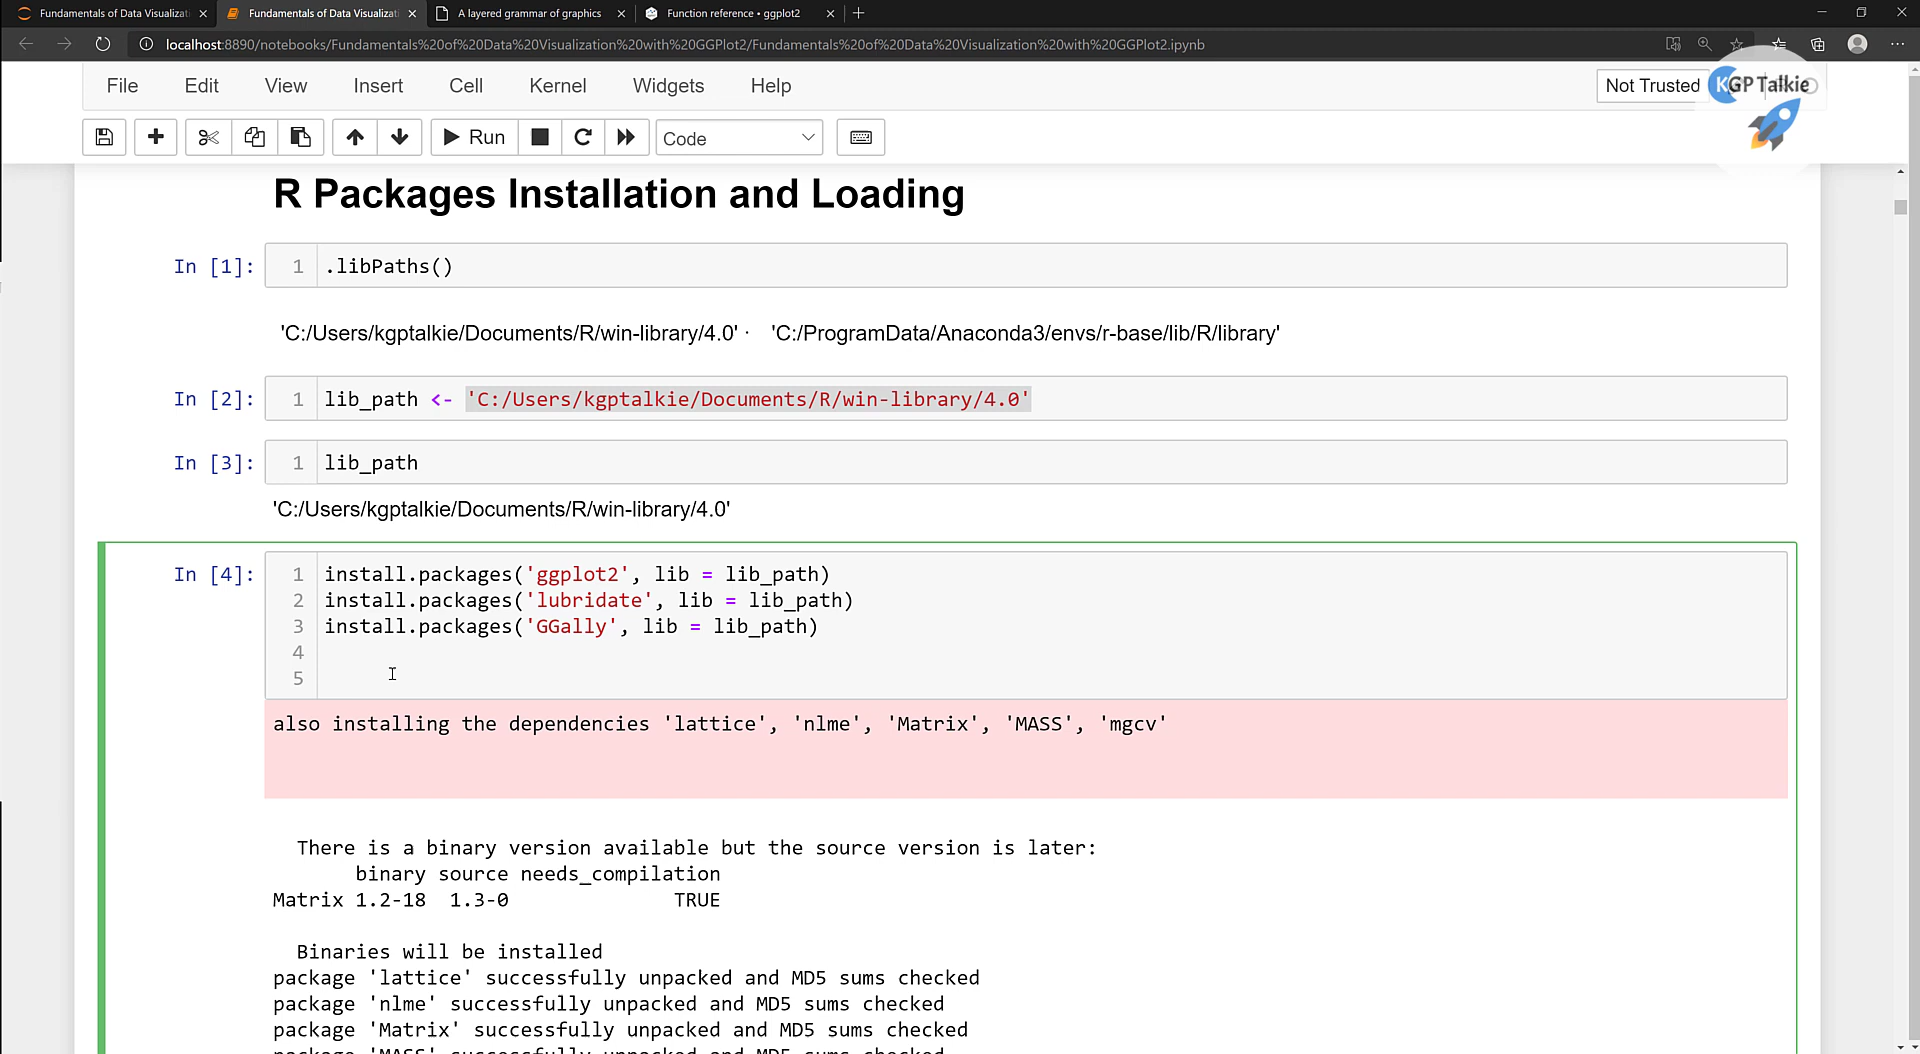 Fundamentals of Data Visualizati
Fundamentals of Data Visualizati
A layered grammar of graphics
Function reference • ggplot2
localhost:8890/notebooks/Fundamentals%20of%20Data%20Visualization%20with%20GGPlot2/Fundamentals%20of%20Data%20Visualization%20with%20GGPlot2.ipynb
File Edit View Insert Cell Kernel Widgets Help Not Trusted
KGP Talkie
Run Code
R Packages Installation and Loading
In [1]: 1 .libPaths()
'C:/Users/kgptalkie/Documents/R/win-library/4.0' · 'C:/ProgramData/Anaconda3/envs/r-base/lib/R/library'
In [2]: 1 lib_path <- 'C:/Users/kgptalkie/Documents/R/win-library/4.0'
In [3]: 1 lib_path
'C:/Users/kgptalkie/Documents/R/win-library/4.0'
In [4]: 1 install.packages('ggplot2', lib = lib_path)
2 install.packages('lubridate', lib = lib_path)
3 install.packages('GGally', lib = lib_path)
4
5
also installing the dependencies 'lattice', 'nlme', 'Matrix', 'MASS', 'mgcv'
There is a binary version available but the source version is later:
binary source needs_compilation
Matrix 1.2-18 1.3-0 TRUE
Binaries will be installed
package 'lattice' successfully unpacked and MD5 sums checked
package 'nlme' successfully unpacked and MD5 sums checked
package 'Matrix' successfully unpacked and MD5 sums checked
package 'MASS' successfully unpacked and MD5 sums checked